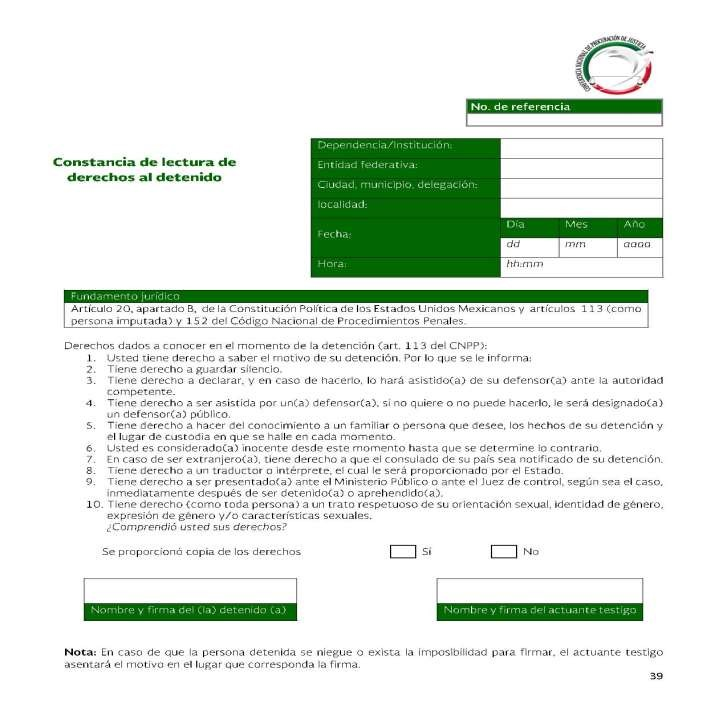 CONFERENCIA NACIONAL DE PROCURACIÓN DE JUSTICIA
No. de referencia
Constancia de lectura de
derechos al detenido
Dependencia/Institución:
Entidad federativa:
Ciudad, municipio, delegación:
localidad:
Fecha:
Día Mes Año
dd mm aaaa
Hora: hh:mm
Fundamento jurídico
Artículo 20, apartado B, de la Constitución Política de los Estados Unidos Mexicanos y artículos 113 (como
persona imputada) y 152 del Código Nacional de Procedimientos Penales.
Derechos dados a conocer en el momento de la detención (art. 113 del CNPP):
1. Usted tiene derecho a saber el motivo de su detención. Por lo que se le informa:
2. Tiene derecho a guardar silencio.
3. Tiene derecho a declarar, y en caso de hacerlo, lo hará asistido(a) de su defensor(a) ante la autoridad
competente.
4. Tiene derecho a ser asistida por un(a) defensor(a), si no quiere o no puede hacerlo, le será designado(a)
un defensor(a) público.
5. Tiene derecho a hacer del conocimiento a un familiar o persona que desee, los hechos de su detención y
el lugar de custodia en que se halle en cada momento.
6. Usted es considerado(a) inocente desde este momento hasta que se determine lo contrario.
7. En caso de ser extranjero(a), tiene derecho a que el consulado de su país sea notificado de su detención.
8. Tiene derecho a un traductor o intérprete, el cual le será proporcionado por el Estado.
9. Tiene derecho a ser presentado(a) ante el Ministerio Público o ante el Juez de control, según sea el caso,
inmediatamente después de ser detenido(a) o aprehendido(a).
10. Tiene derecho (como toda persona) a un trato respetuoso de su orientación sexual, identidad de género,
expresión de género y/o características sexuales.
¿Comprendió usted sus derechos?
Se proporcionó copia de los derechos Sí No
Nombre y firma del (la) detenido (a) Nombre y firma del actuante testigo
Nota: En caso de que la persona detenida se niegue o exista la imposibilidad para firmar, el actuante testigo
asentará el motivo en el lugar que corresponda la firma.
39